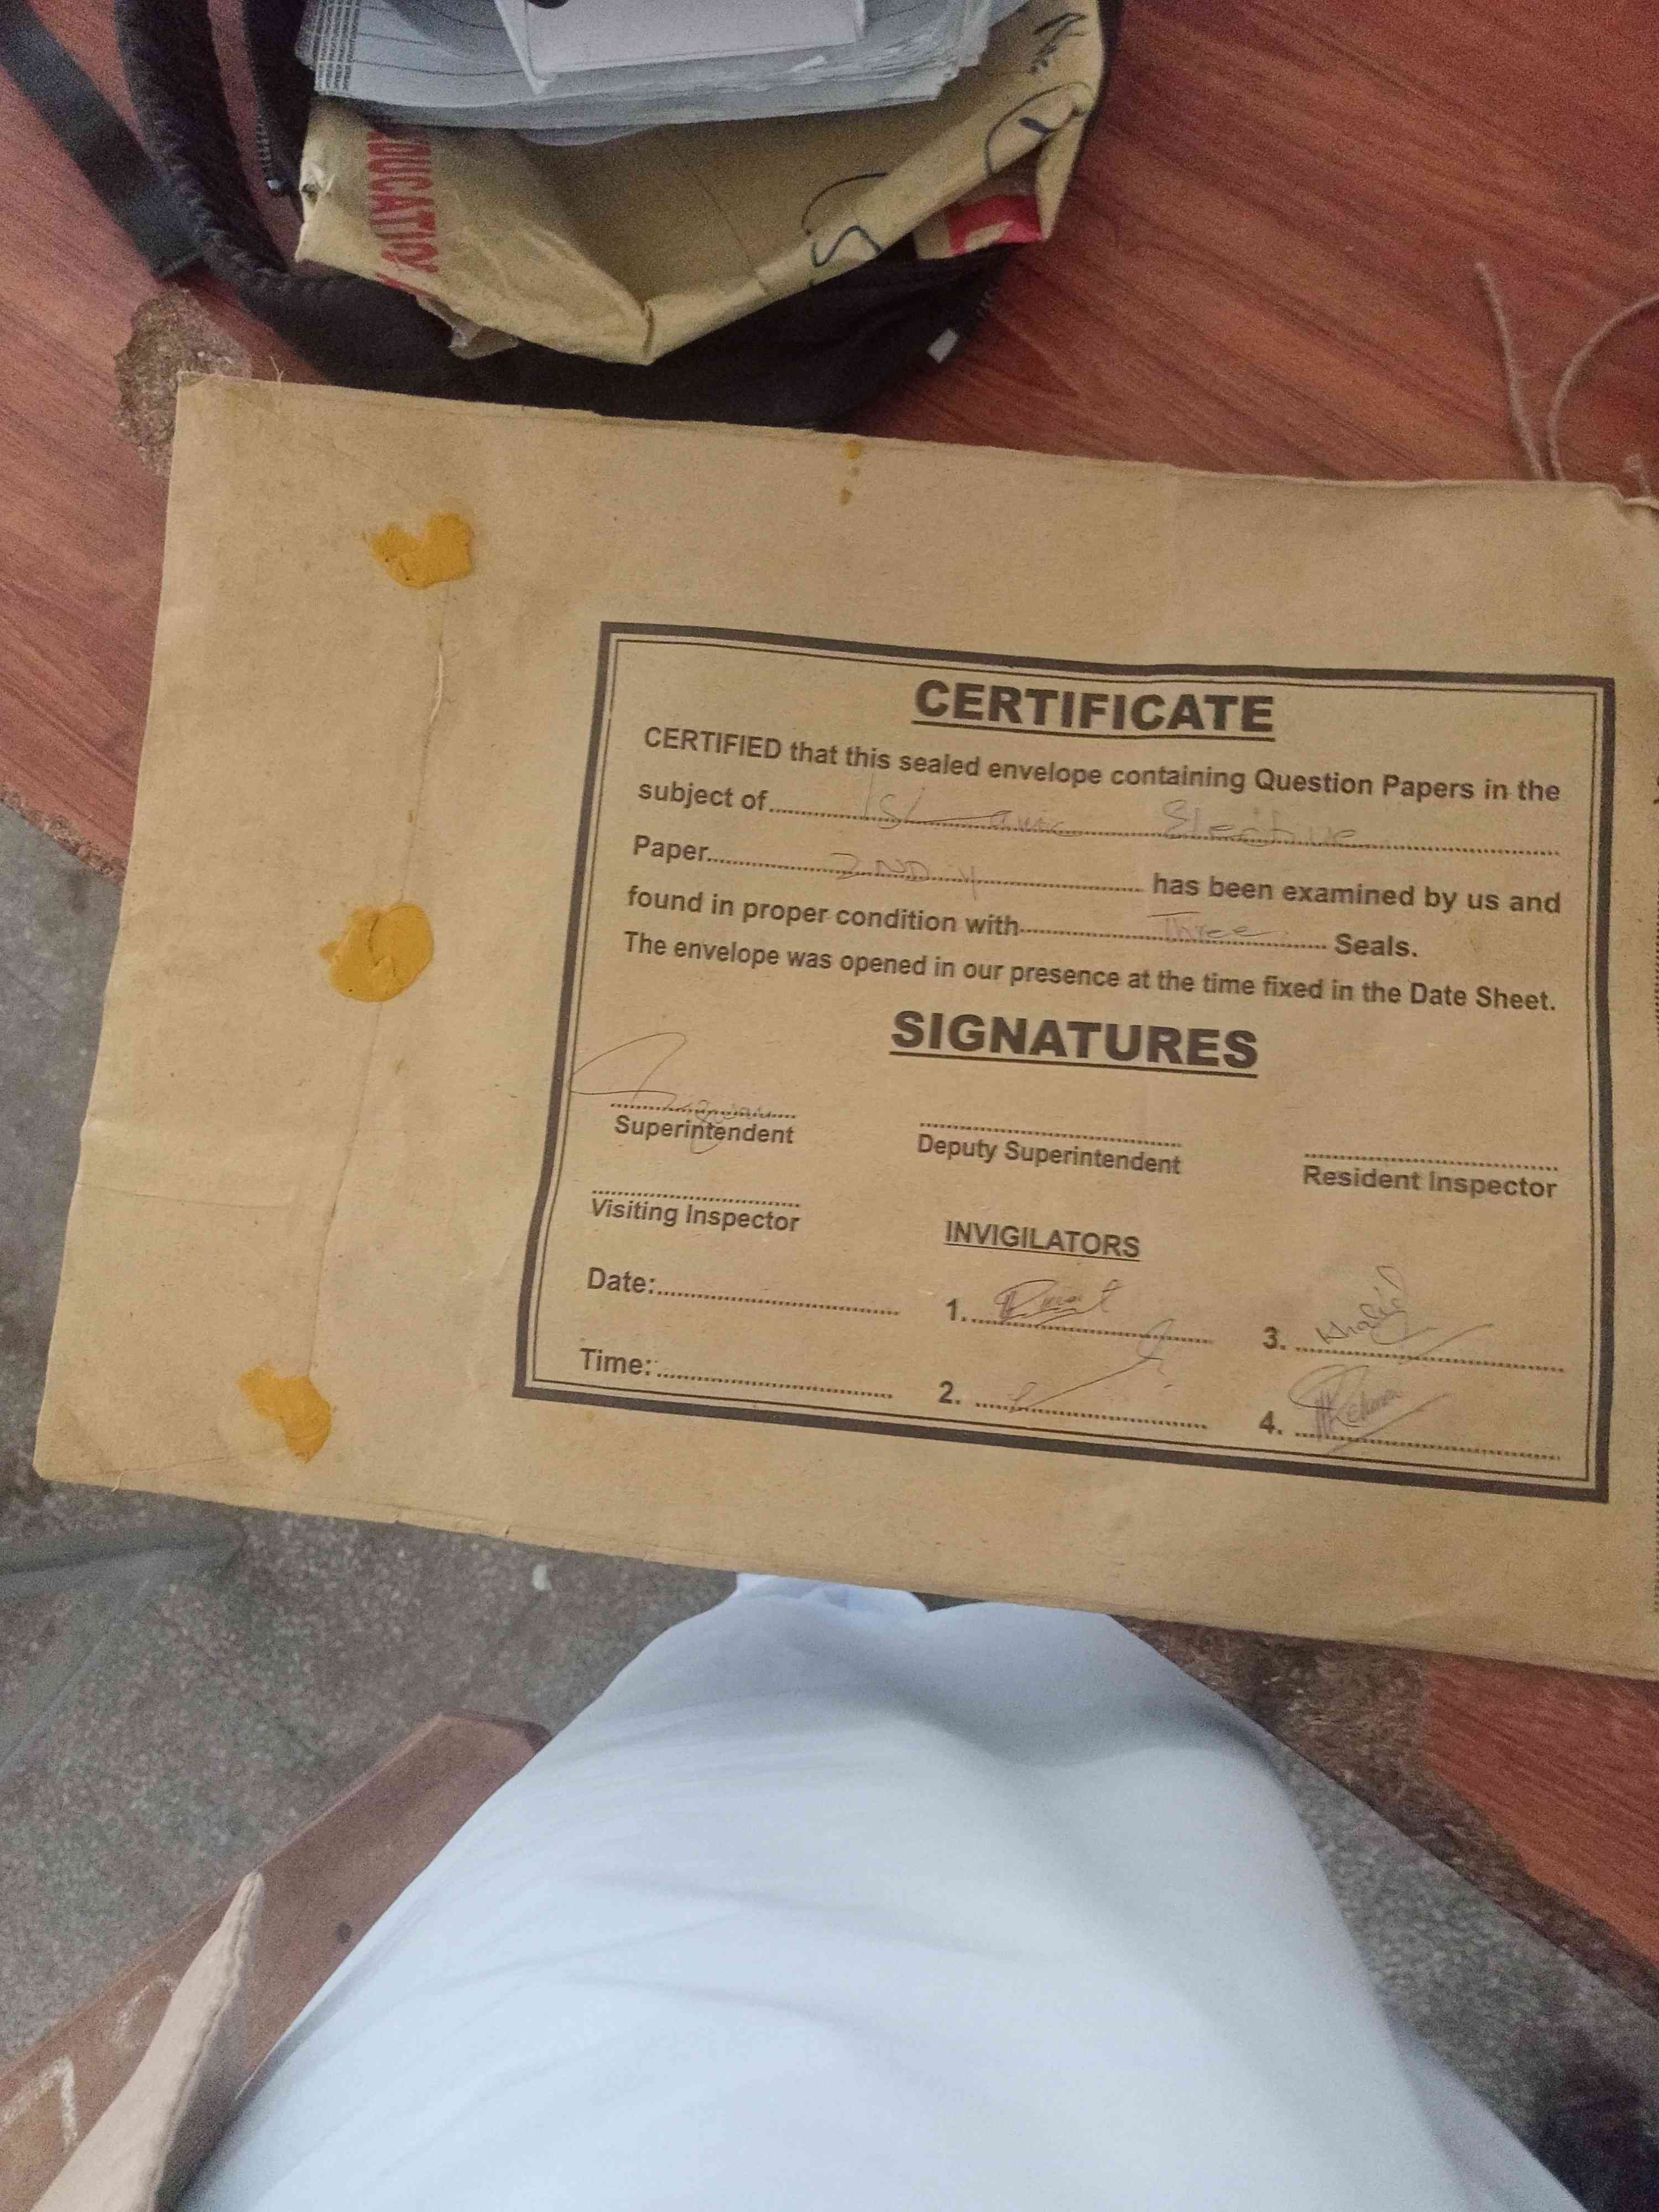 EDUCATION
CERTIFICATE
CERTIFIED that this sealed envelope containing Question Papers in the
subject of Islamic Elective
Paper 2ND Y has been examined by us and
found in proper condition with Three Seals.
The envelope was opened in our presence at the time fixed in the Date Sheet.
SIGNATURES
Superintendent
Deputy Superintendent
Resident Inspector
Visiting Inspector
INVIGILATORS
Date:
1.
3. Khalid
Time:
2.
4. Rehman